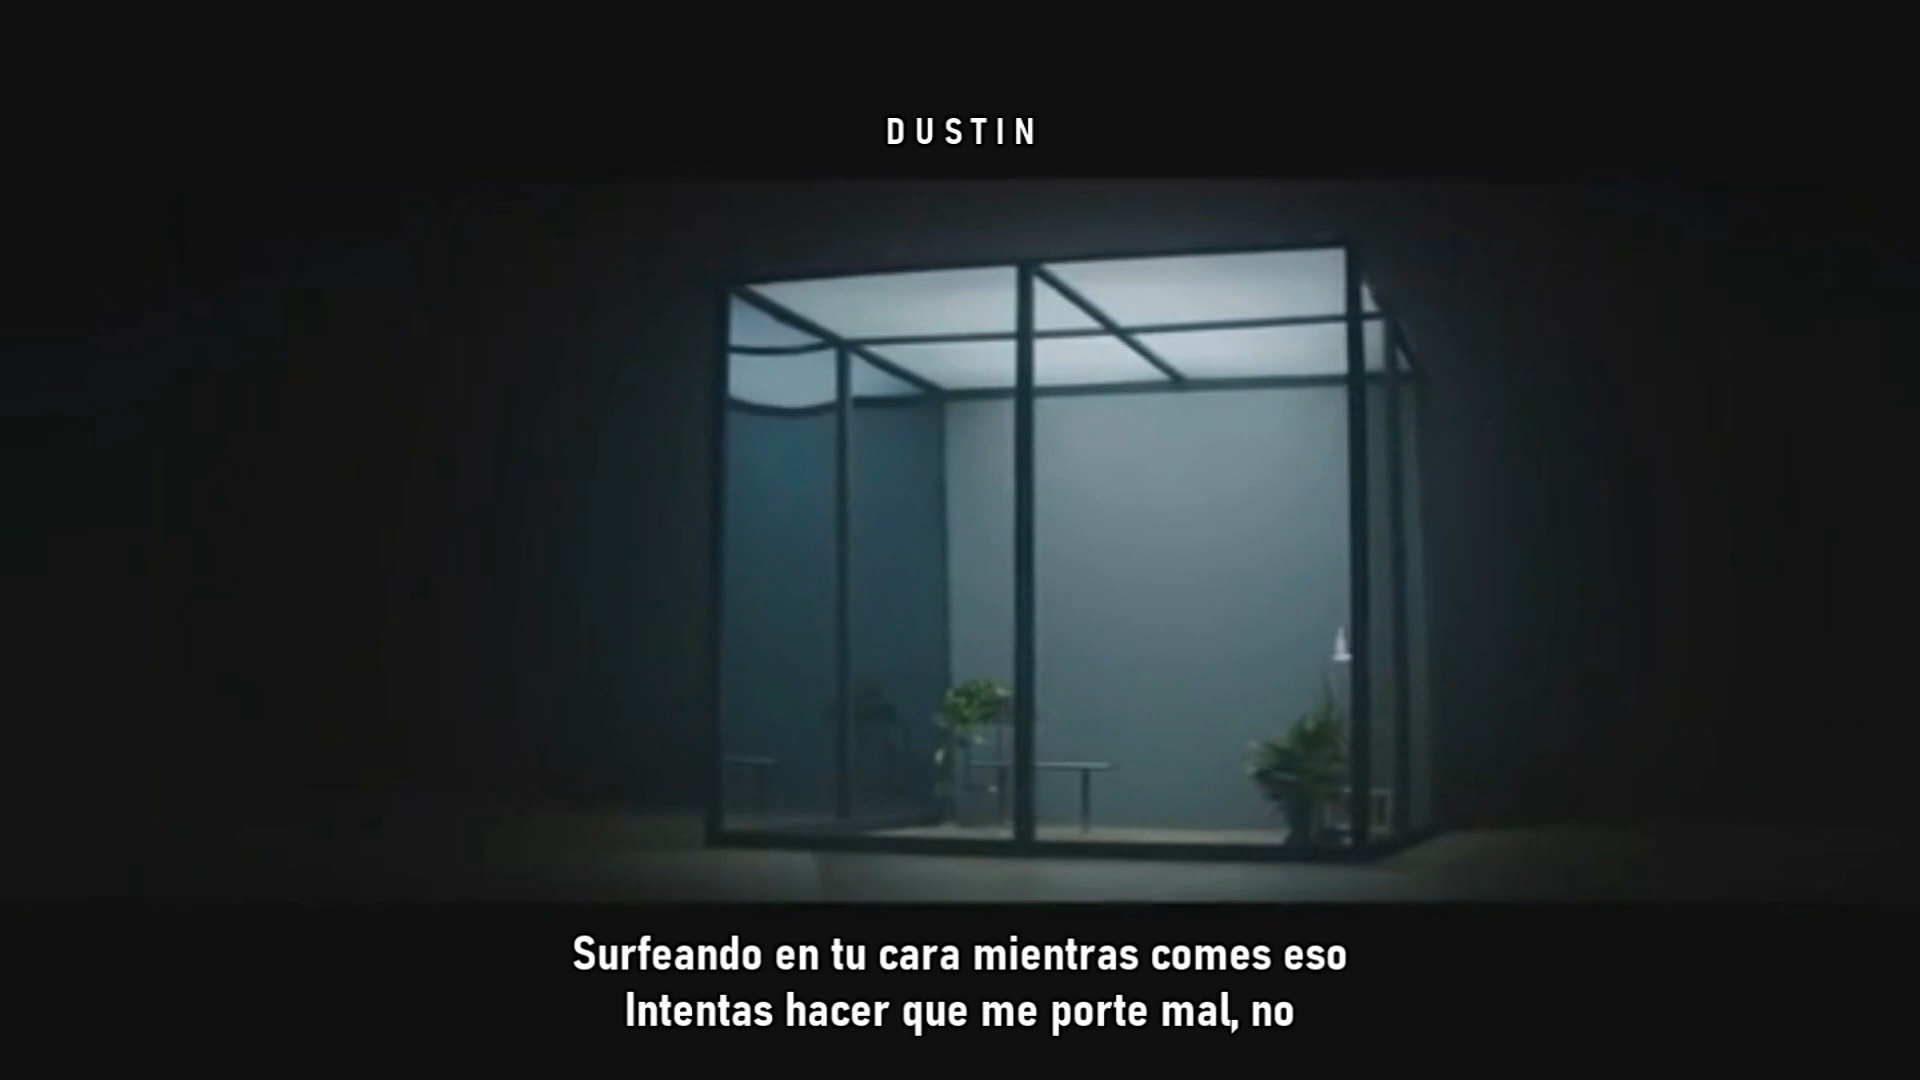 DUSTIN
Surfeando en tu cara mientras comes eso
Intentas hacer que me porte mal, no